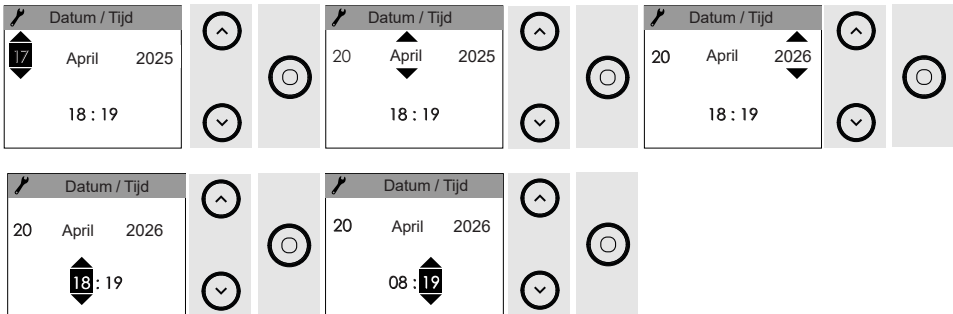 Datum / Tijd
17 April 2025
18 : 19
Datum / Tijd
20 April 2025
18 : 19
Datum / Tijd
20 April 2026
18 : 19
Datum / Tijd
20 April 2026
18 : 19
Datum / Tijd
20 April 2026
08 : 19